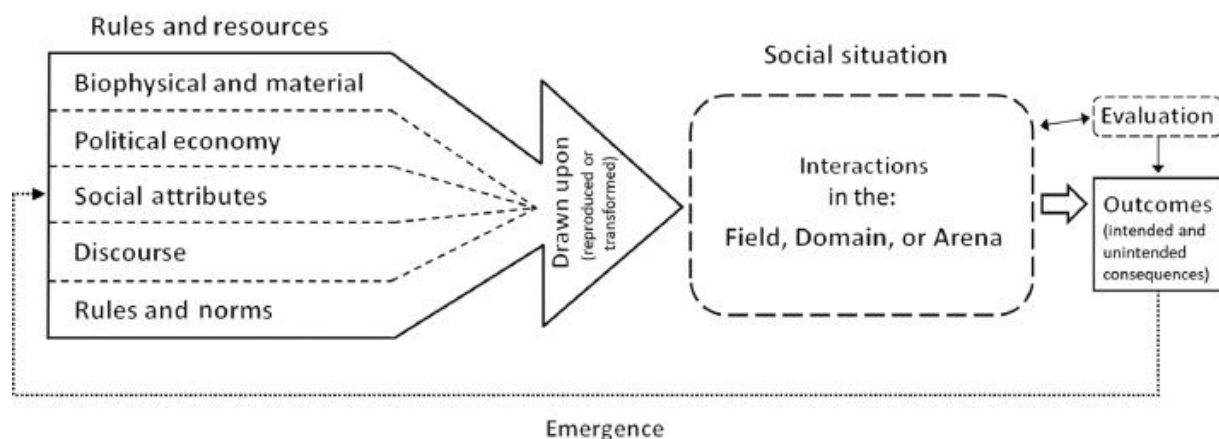 Rules and resources
Biophysical and material
Political economy
Social attributes
Discourse
Rules and norms
Drawn upon
(reproduced or
transformed)
Social situation
Interactions
in the:
Field, Domain, or Arena
Evaluation
Outcomes
(intended and
unintended
consequences)
Emergence